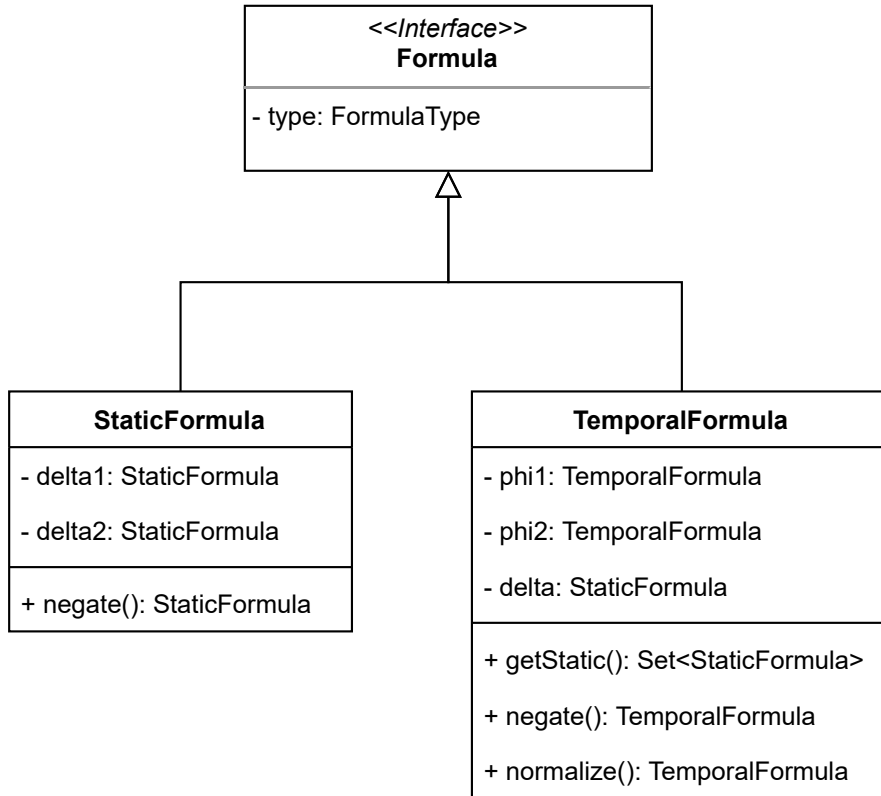 <<Interface>>
Formula
- type: FormulaType
StaticFormula
- delta1: StaticFormula
- delta2: StaticFormula
+ negate(): StaticFormula
TemporalFormula
- phi1: TemporalFormula
- phi2: TemporalFormula
- delta: StaticFormula
+ getStatic(): Set<StaticFormula>
+ negate(): TemporalFormula
+ normalize(): TemporalFormula